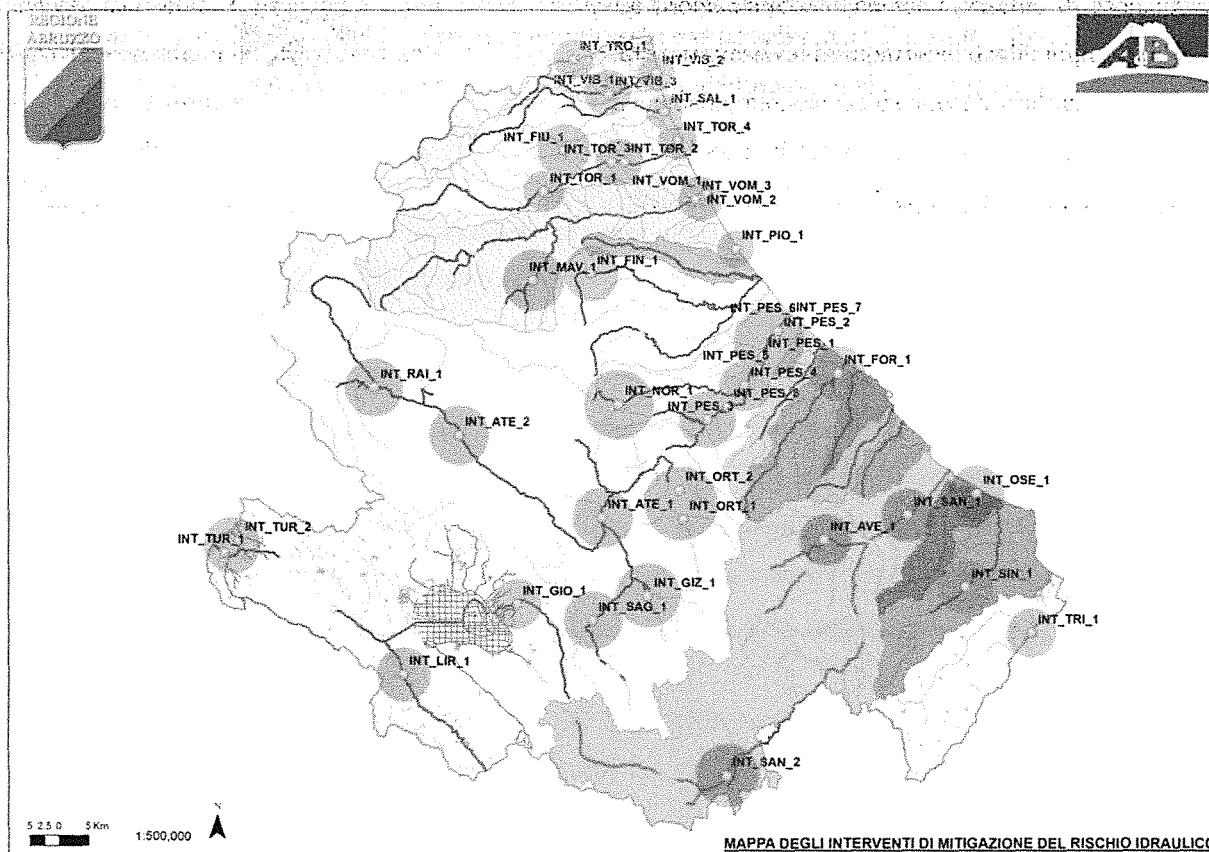 REGIONE
ABRUZZO
AB
INT_TRO_1
INT_VIB_2
INT_VIB_1
INT_VIB_3
INT_SAL_1
INT_TOR_4
INT_FIU_1
INT_TOR_3
INT_TOR_2
INT_TOR_1
INT_VOM_1
INT_VOM_3
INT_VOM_2
INT_PIO_1
INT_MAV_1
INT_FIN_1
INT_PES_6
INT_PES_7
INT_PES_2
INT_PES_1
INT_PES_5
INT_FOR_1
INT_RAI_1
INT_PES_4
INT_NOR_1
INT_PES_3
INT_ATE_2
INT_ORT_2
INT_OSE_1
INT_ATE_1
INT_ORT_1
INT_SAN_1
INT_TUR_2
INT_TUR_1
INT_AVE_1
INT_GIO_1
INT_GIZ_1
INT_SIN_1
INT_SAG_1
INT_TRI_1
INT_LIR_1
INT_SAN_2
N
5 2.5 0 5 Km
1:500,000
MAPPA DEGLI INTERVENTI DI MITIGAZIONE DEL RISCHIO IDRAULICO